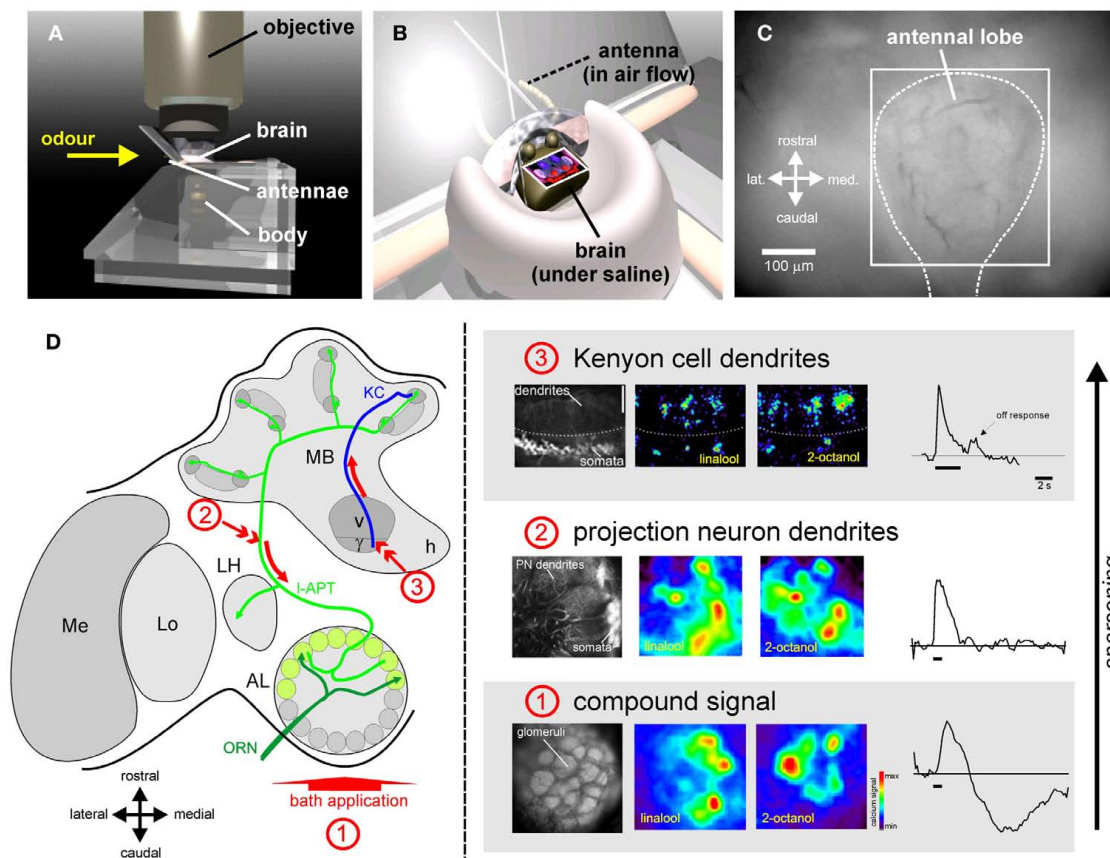 A
objective
odour
brain
antennae
body
B
antenna
(in air flow)
brain
(under saline)
C
antennal lobe
rostral
lat.
med.
caudal
100 µm
D
KC
MB
2
v
γ
h
3
LH
l-APT
Me
Lo
AL
ORN
rostral
lateral
medial
caudal
bath application
1
3 Kenyon cell dendrites
dendrites
somata
linalool
2-octanol
off response
2 s
2 projection neuron dendrites
PN dendrites
somata
linalool
2-octanol
1 compound signal
glomeruli
linalool
2-octanol
max
calcium signal
min